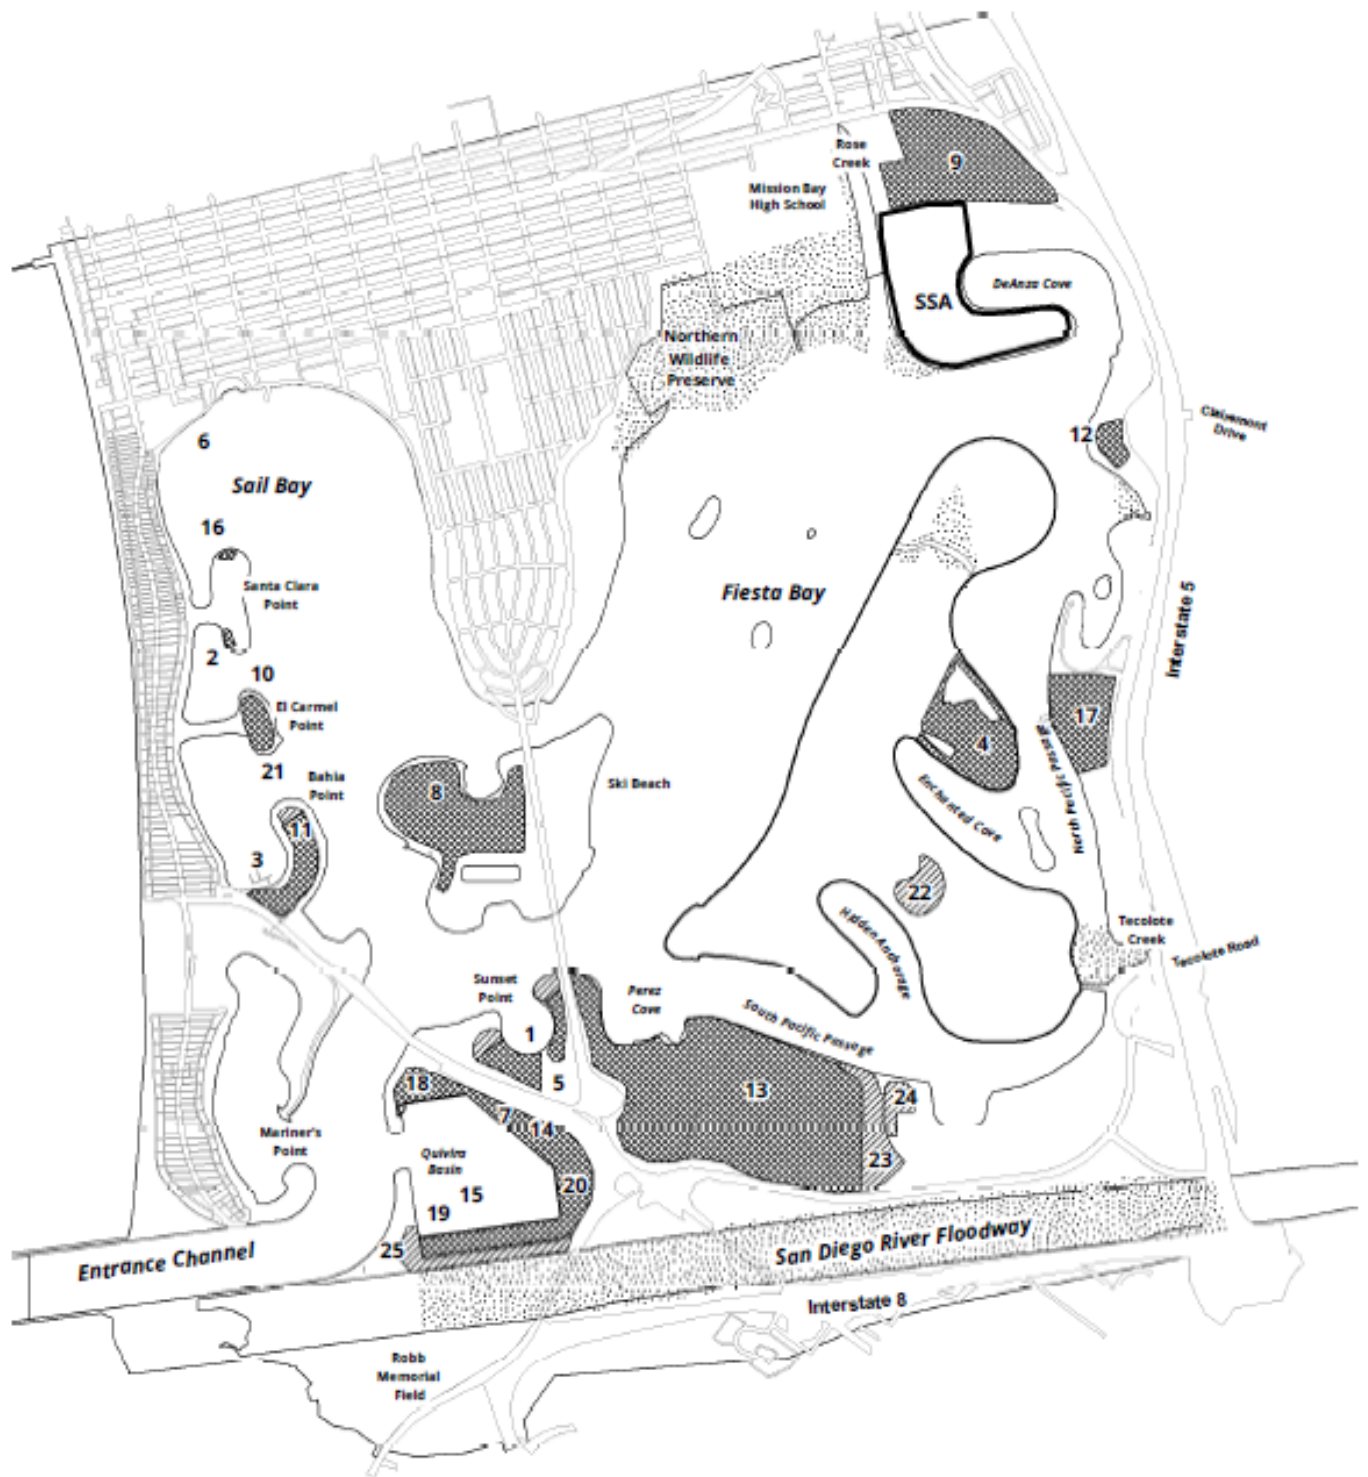 Rose
Creek
9
Mission Bay
High School
DeAnza Cove
SSA
Northern
Wildlife
Preserve
Clairemont
Drive
12
6
Sail Bay
16
Santa Clara
Point
Fiesta Bay
Interstate 5
2
10
El Carmel
Point
17
4
North Pacific Passage
21
Bahia
Point
Ski Beach
8
Enchanted Cove
11
3
22
Hidden Anchorage
Tecolote
Creek
Tecolote Road
Sunset
Point
Perez
Cove
South Pacific Passage
1
5
18
13
24
7
14
Mariner's
Point
Quivira
Basin
23
20
15
19
25
Entrance Channel
San Diego River Floodway
Interstate 8
Robb
Memorial
Field